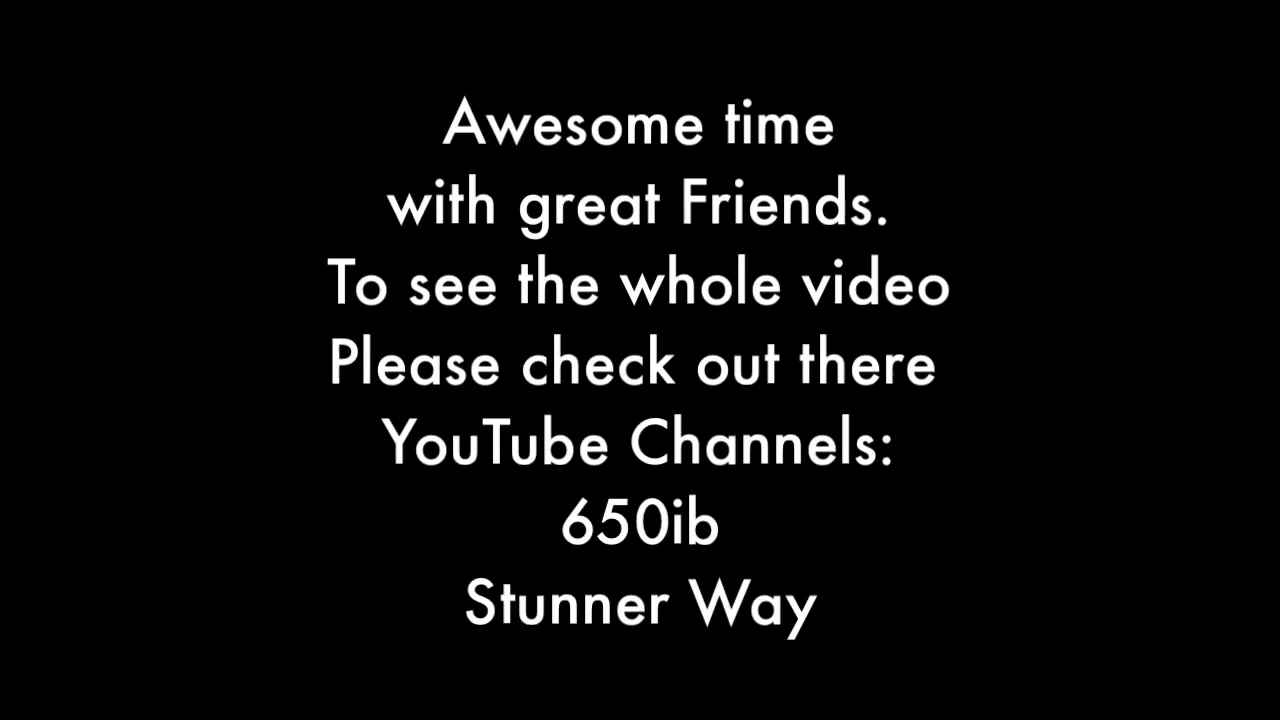 Awesome time
with great Friends.
To see the whole video
Please check out there
YouTube Channels:
650ib
Stunner Way